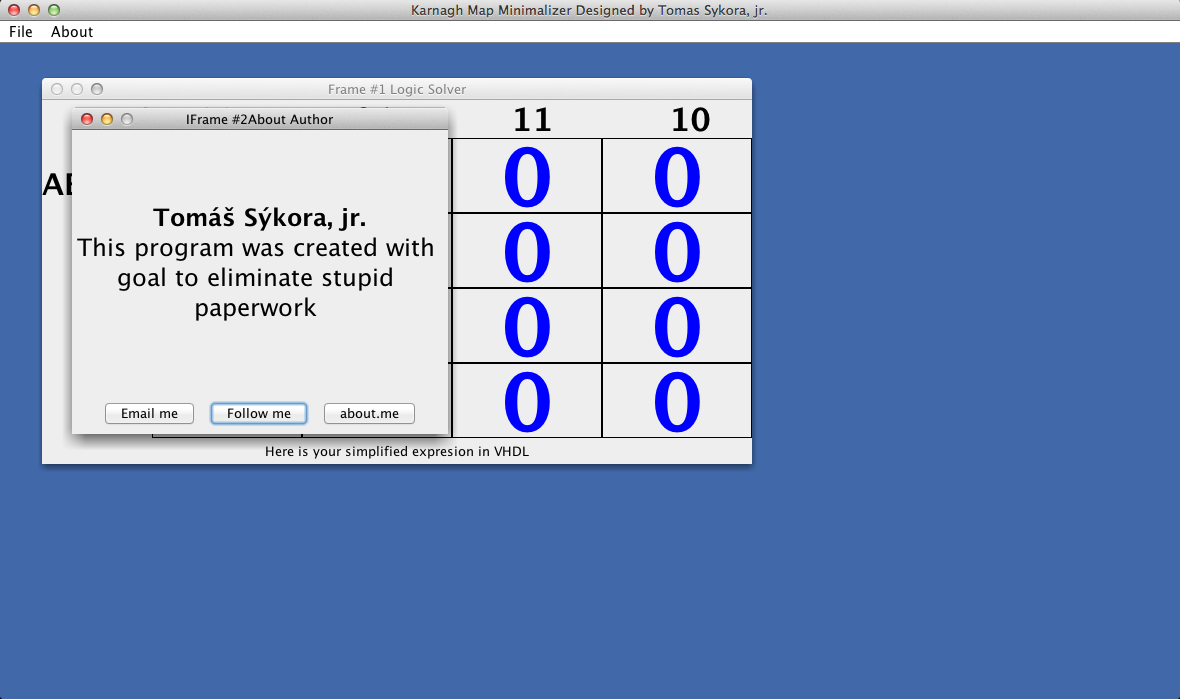 Karnagh Map Minimalizer Designed by Tomas Sykora, jr.
File About
Frame #1 Logic Solver
11 10
IFrame #2About Author
0 0
Tomáš Sýkora, jr.
This program was created with
goal to eliminate stupid
paperwork
0 0
0 0
0 0
Email me Follow me about.me
Here is your simplified expresion in VHDL